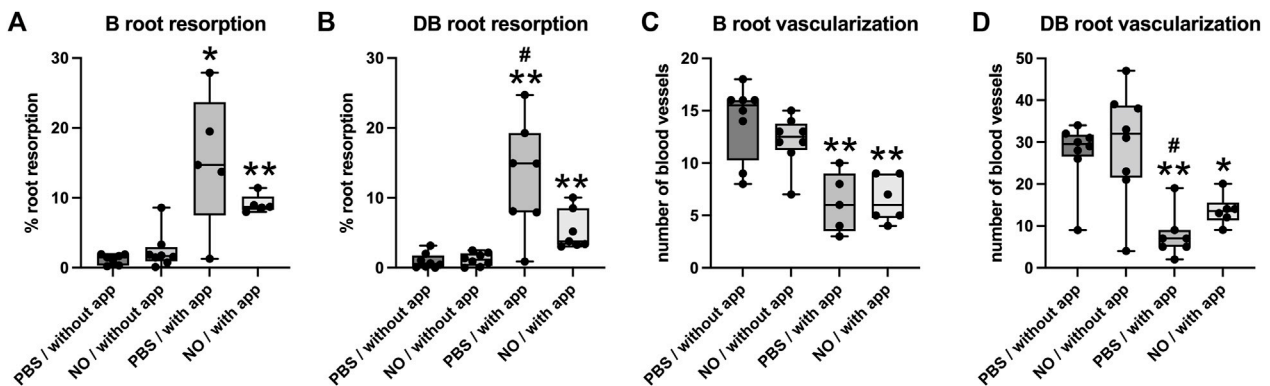 A B root resorption
% root resorption
30
20
10
0
*
**
PBS / without app
NO / without app
PBS / with app
NO / with app
B DB root resorption
% root resorption
30
20
10
0
#
**
**
PBS / without app
NO / without app
PBS / with app
NO / with app
C B root vascularization
number of blood vessels
20
15
10
5
0
**
**
PBS / without app
NO / without app
PBS / with app
NO / with app
D DB root vascularization
number of blood vessels
50
40
30
20
10
0
#
**
*
PBS / without app
NO / without app
PBS / with app
NO / with app